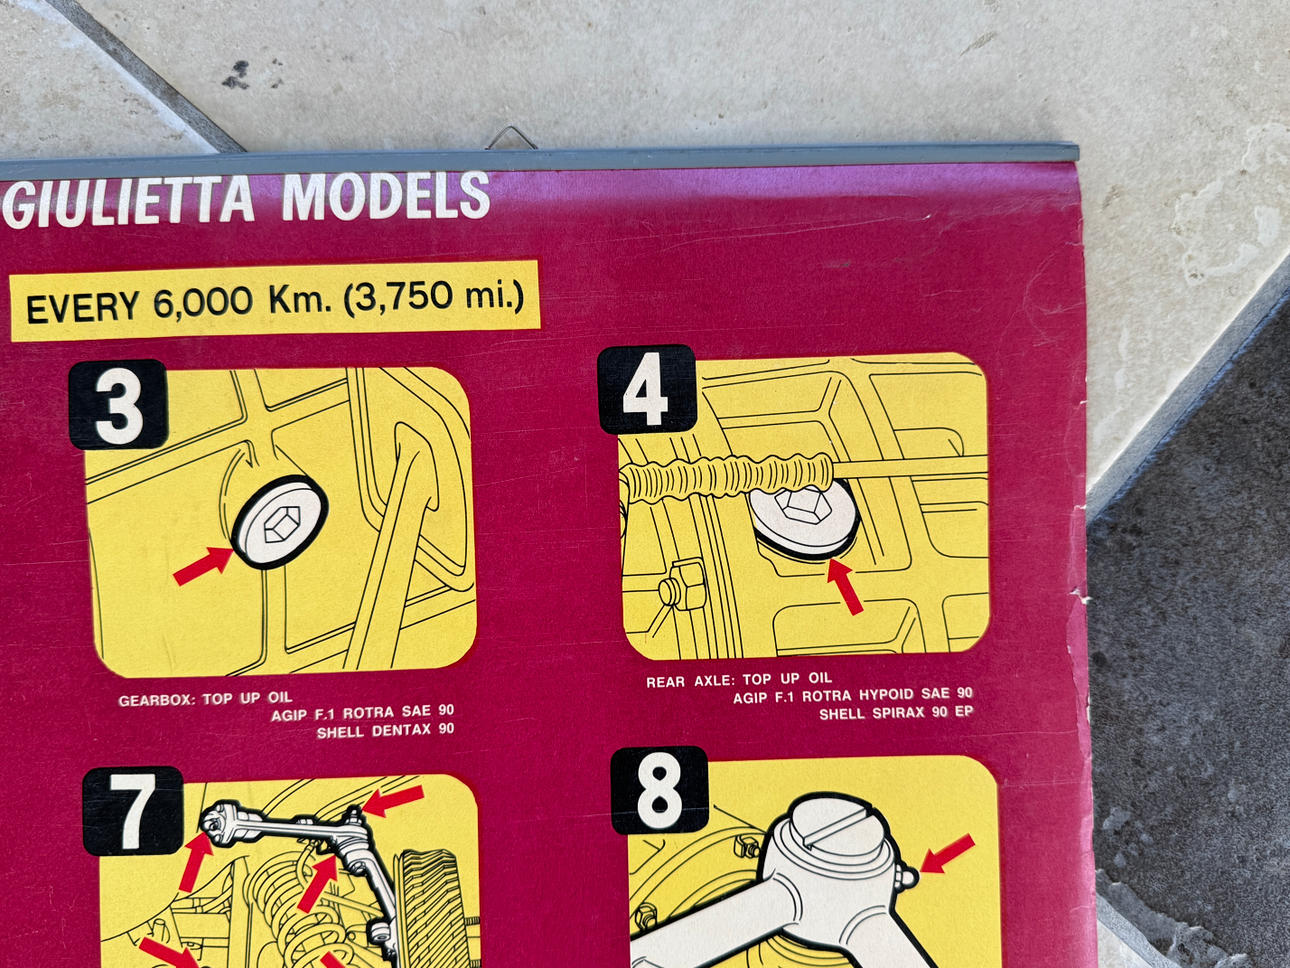 GIULIETTA MODELS
EVERY 6,000 Km. (3,750 mi.)
3
GEARBOX: TOP UP OIL
AGIP F.1 ROTRA SAE 90
SHELL DENTAX 90
4
REAR AXLE: TOP UP OIL
AGIP F.1 ROTRA HYPOID SAE 90
SHELL SPIRAX 90 EP
7
8